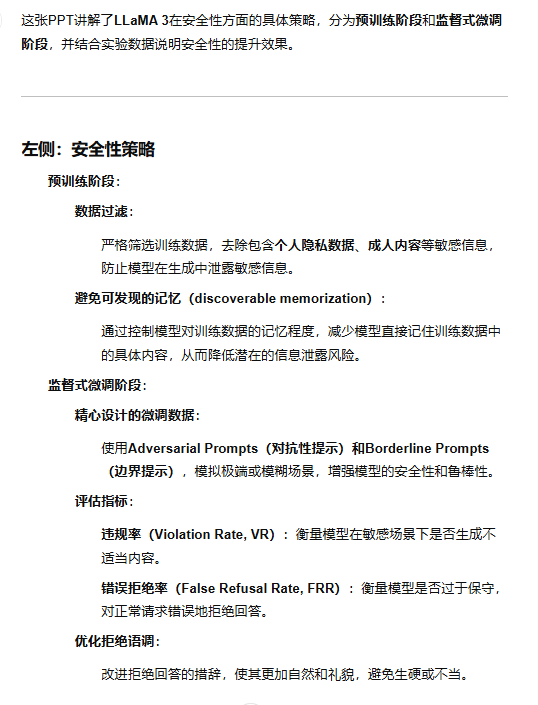 这张PPT讲解了LLaMA 3在安全性方面的具体策略，分为预训练阶段和监督式微调
阶段，并结合实验数据说明安全性的提升效果。
左侧：安全性策略
预训练阶段：
数据过滤：
严格筛选训练数据，去除包含个人隐私数据、成人内容等敏感信息，
防止模型在生成中泄露敏感信息。
避免可发现的记忆（discoverable memorization）：
通过控制模型对训练数据的记忆程度，减少模型直接记住训练数据中
的具体内容，从而降低潜在的信息泄露风险。
监督式微调阶段：
精心设计的微调数据：
使用Adversarial Prompts（对抗性提示）和Borderline Prompts
（边界提示），模拟极端或模糊场景，增强模型的安全性和鲁棒性。
评估指标：
违规率（Violation Rate, VR）：衡量模型在敏感场景下是否生成不
适当内容。
错误拒绝率（False Refusal Rate, FRR）：衡量模型是否过于保守，
对正常请求错误地拒绝回答。
优化拒绝语调：
改进拒绝回答的措辞，使其更加自然和礼貌，避免生硬或不当。